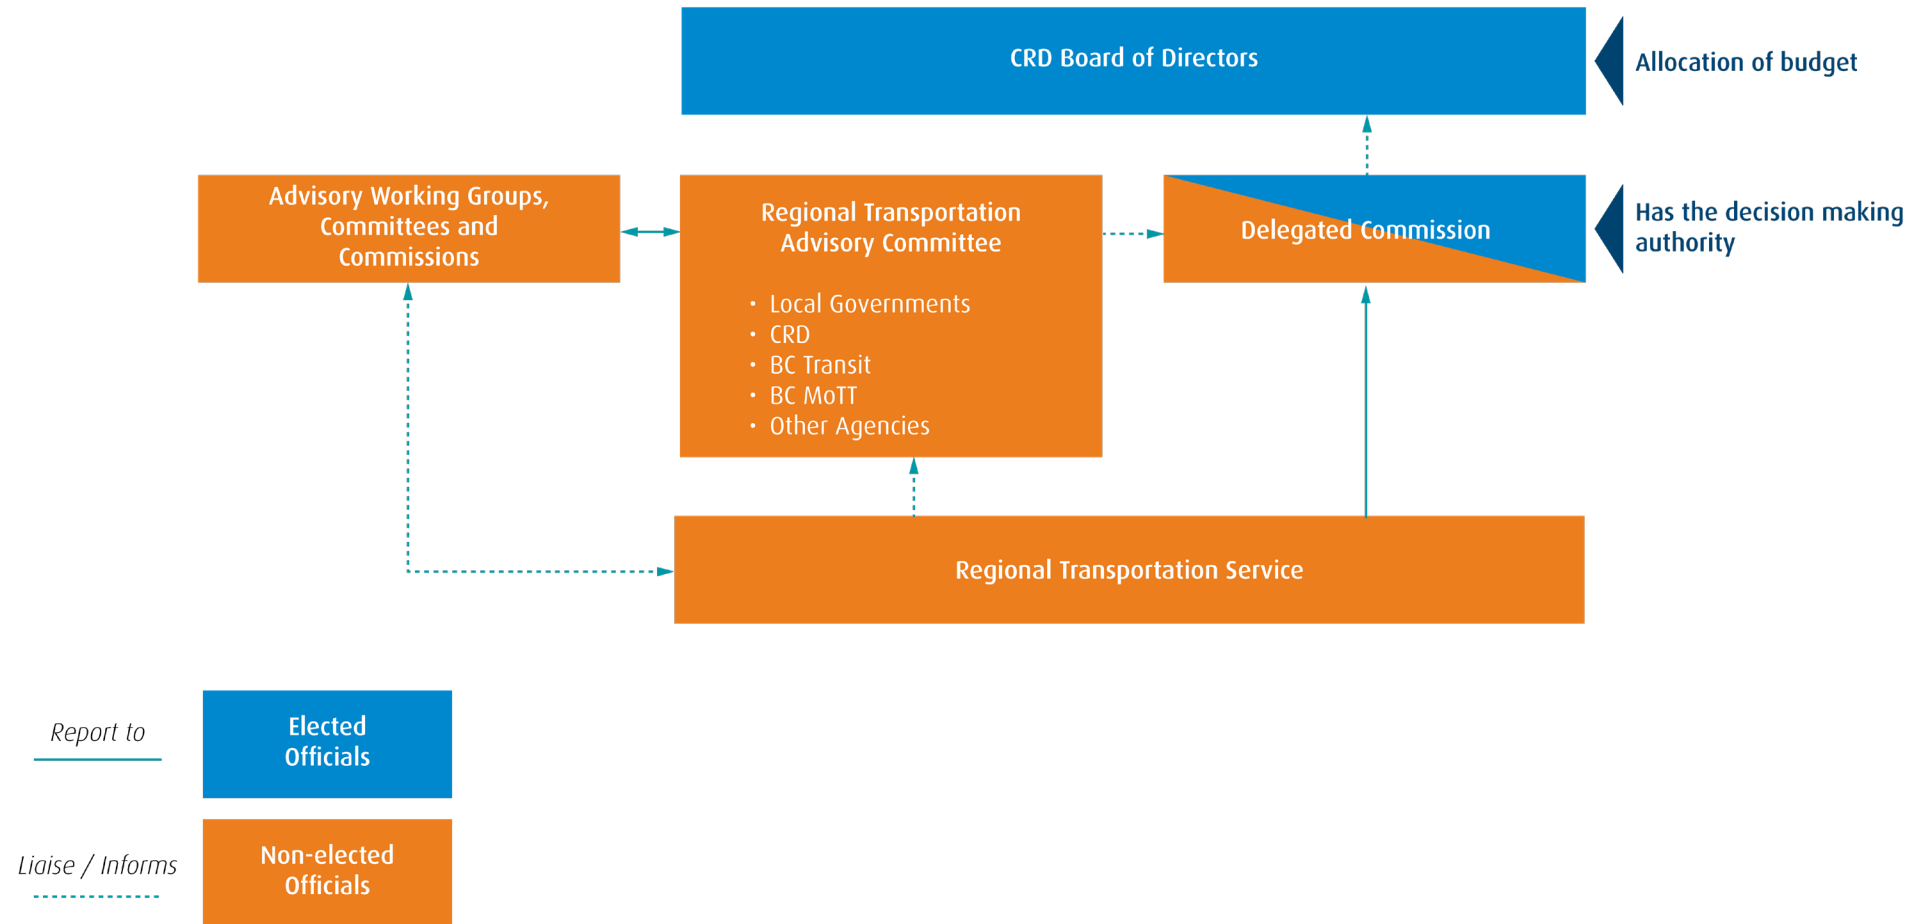 CRD Board of Directors
Allocation of budget
Advisory Working Groups,
Committees and
Commissions
Regional Transportation
Advisory Committee
• Local Governments
• CRD
• BC Transit
• BC MoTT
• Other Agencies
Delegated Commission
Has the decision making
authority
Regional Transportation Service
Report to
Elected
Officials
Liaise / Informs
Non-elected
Officials